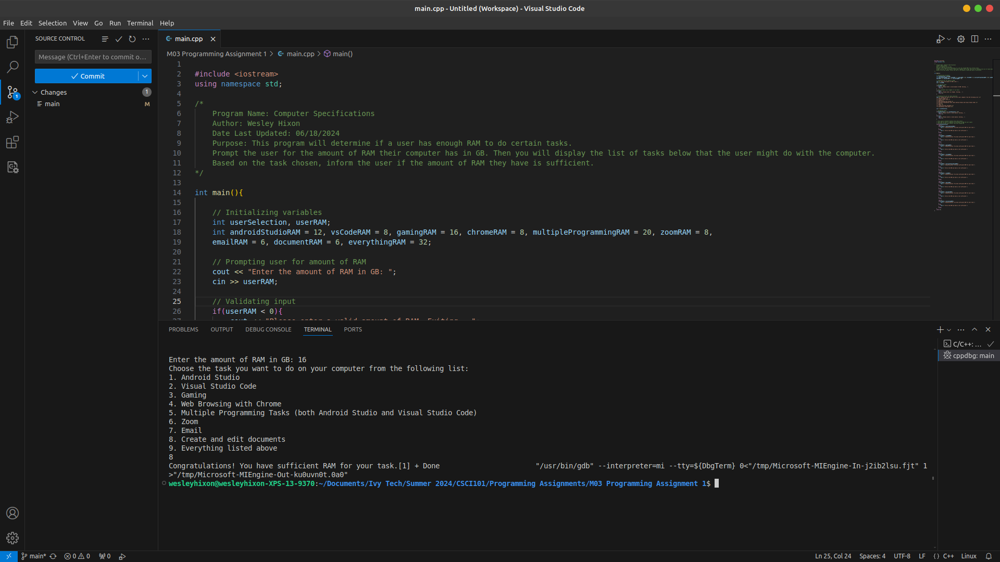 main.cpp - Untitled (Workspace) - Visual Studio Code
File Edit Selection View Go Run Terminal Help
SOURCE CONTROL
Message (Ctrl+Enter to commit o...
Commit
Changes 1
main M
1
main.cpp
M03 Programming Assignment 1 > main.cpp > main()
1
2 #include <iostream>
3 using namespace std;
4
5 /*
6 Program Name: Computer Specifications
7 Author: Wesley Hixon
8 Date Last Updated: 06/18/2024
9 Purpose: This program will determine if a user has enough RAM to do certain tasks.
10 Prompt the user for the amount of RAM their computer has in GB. Then you will display the list of tasks below that the user might do with the computer.
11 Based on the task chosen, inform the user if the amount of RAM they have is sufficient.
12 */
13
14 int main(){
15
16 // Initializing variables
17 int userSelection, userRAM;
18 int androidStudioRAM = 12, vsCodeRAM = 8, gamingRAM = 16, chromeRAM = 8, multipleProgrammingRAM = 20, zoomRAM = 8,
19 emailRAM = 6, documentRAM = 6, everythingRAM = 32;
20
21 // Prompting user for amount of RAM
22 cout << "Enter the amount of RAM in GB: ";
23 cin >> userRAM;
24
25 // Validating input
26 if(userRAM < 0){
27 cout << "Please enter a valid amount of RAM. Exiting...";
PROBLEMS OUTPUT DEBUG CONSOLE TERMINAL PORTS
C/C++: ...
cppdbg: main
Enter the amount of RAM in GB: 16
Choose the task you want to do on your computer from the following list:
1. Android Studio
2. Visual Studio Code
3. Gaming
4. Web Browsing with Chrome
5. Multiple Programming Tasks (both Android Studio and Visual Studio Code)
6. Zoom
7. Email
8. Create and edit documents
9. Everything listed above
8
Congratulations! You have sufficient RAM for your task.[1] + Done "/usr/bin/gdb" --interpreter=mi --tty=${DbgTerm} 0<"/tmp/Microsoft-MIEngine-In-j2ib2lsu.fjt" 1
>"/tmp/Microsoft-MIEngine-Out-ku0uvn0t.0a0"
wesleyhixon@wesleyhixon-XPS-13-9370:~/Documents/Ivy Tech/Summer 2024/CSCI101/Programming Assignments/M03 Programming Assignment 1$
main* 0 0 0 Ln 25, Col 24 Spaces: 4 UTF-8 LF {} C++ Linux